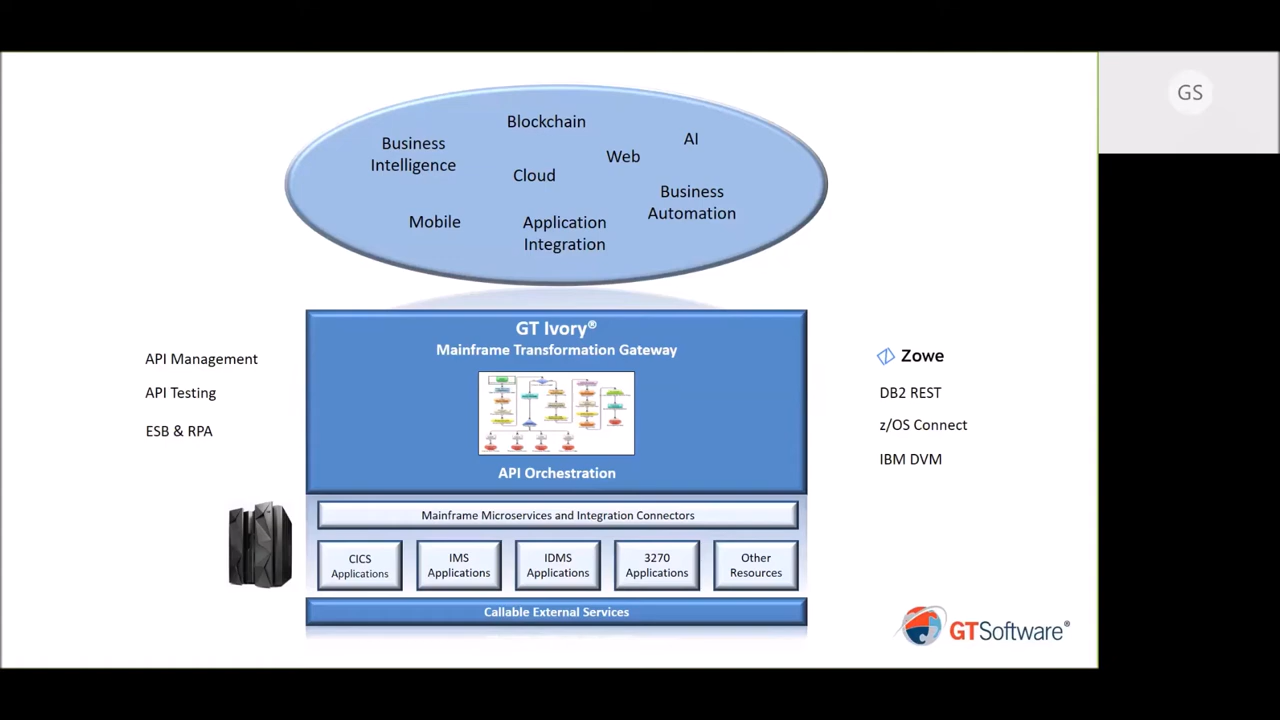 GS
Blockchain
AI
Business
Intelligence
Web
Cloud
Business
Automation
Mobile
Application
Integration
GT Ivory®
Mainframe Transformation Gateway
API Orchestration
API Management
API Testing
ESB & RPA
Zowe
DB2 REST
z/OS Connect
IBM DVM
Mainframe Microservices and Integration Connectors
CICS
Applications
IMS
Applications
IDMS
Applications
3270
Applications
Other
Resources
Callable External Services
GTSoftware®